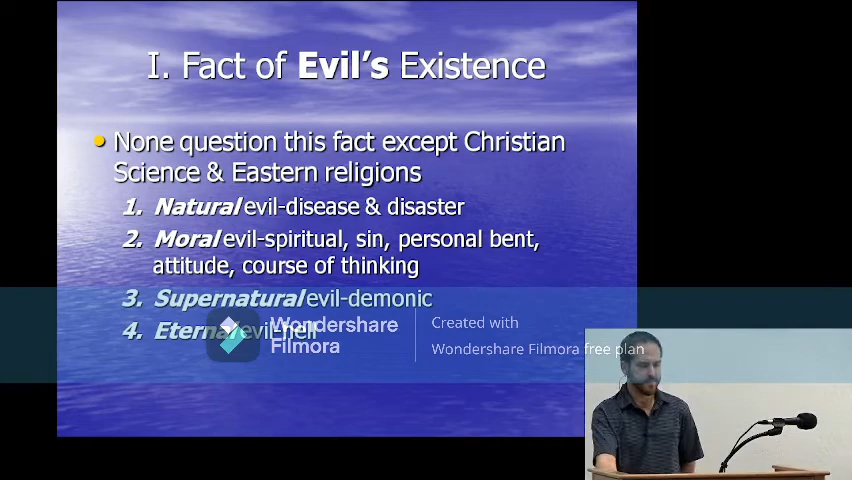 I. Fact of Evil's Existence
• None question this fact except Christian
Science & Eastern religions
1. Natural evil-disease & disaster
2. Moral evil-spiritual, sin, personal bent,
attitude, course of thinking
3. Supernatural evil-demonic
4. Eternal evil-hell
Wondershare
Filmora
Created with
Wondershare Filmora free plan